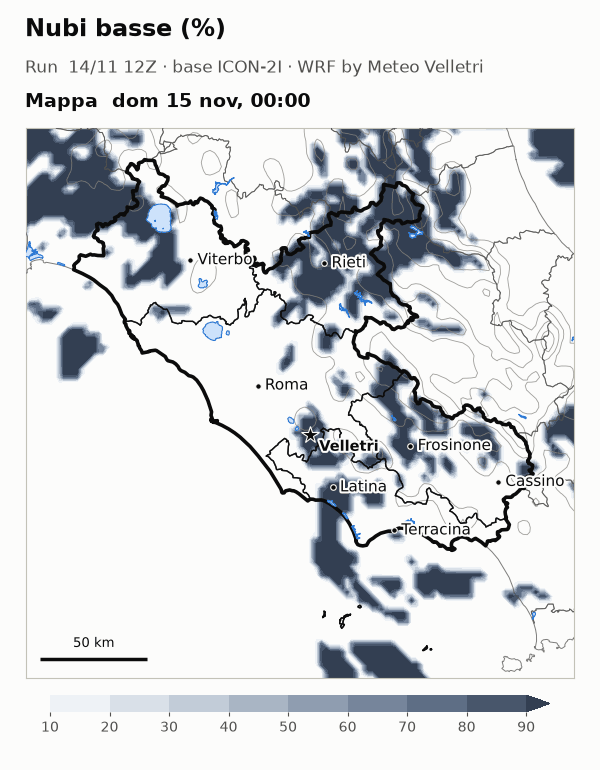 Nubi basse (%)
Run  14/11 12Z · base ICON-2I · WRF by Meteo Velletri
Mappa  dom 15 nov, 00:00
Viterbo
Rieti
Roma
Velletri
Frosinone
Latina
Cassino
Terracina
50 km
10 20 30 40 50 60 70 80 90